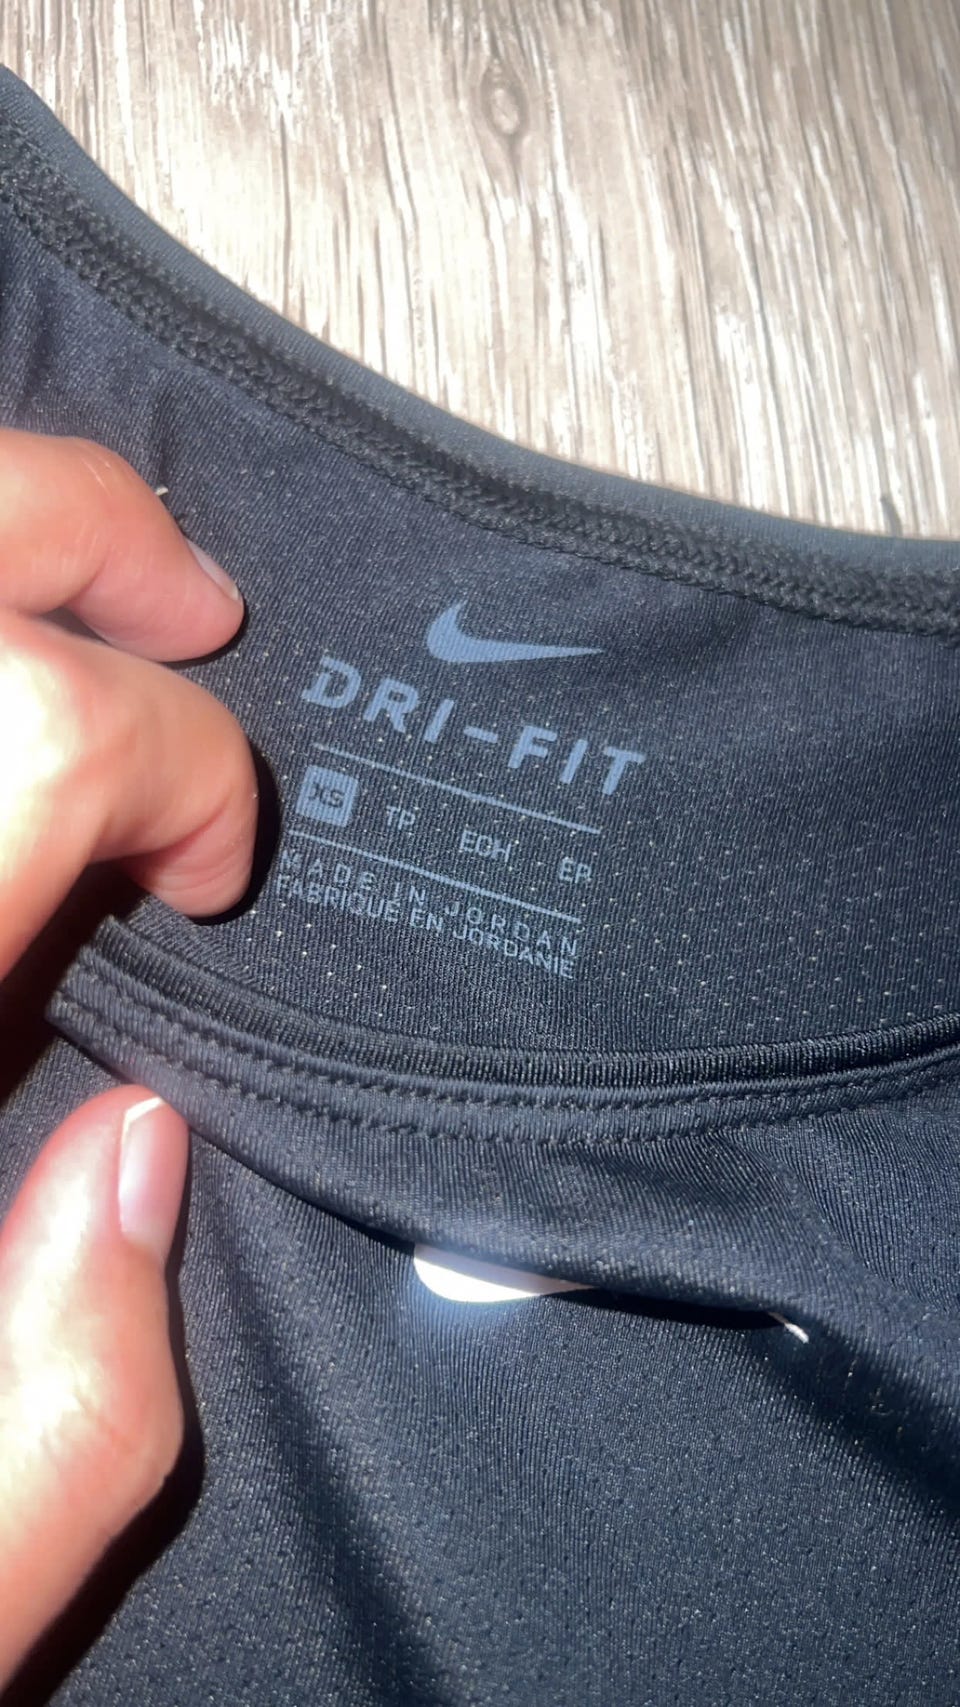 DRI-FIT
XS TP ECH EP
MADE IN JORDAN
FABRIQUÉ EN JORDANIE